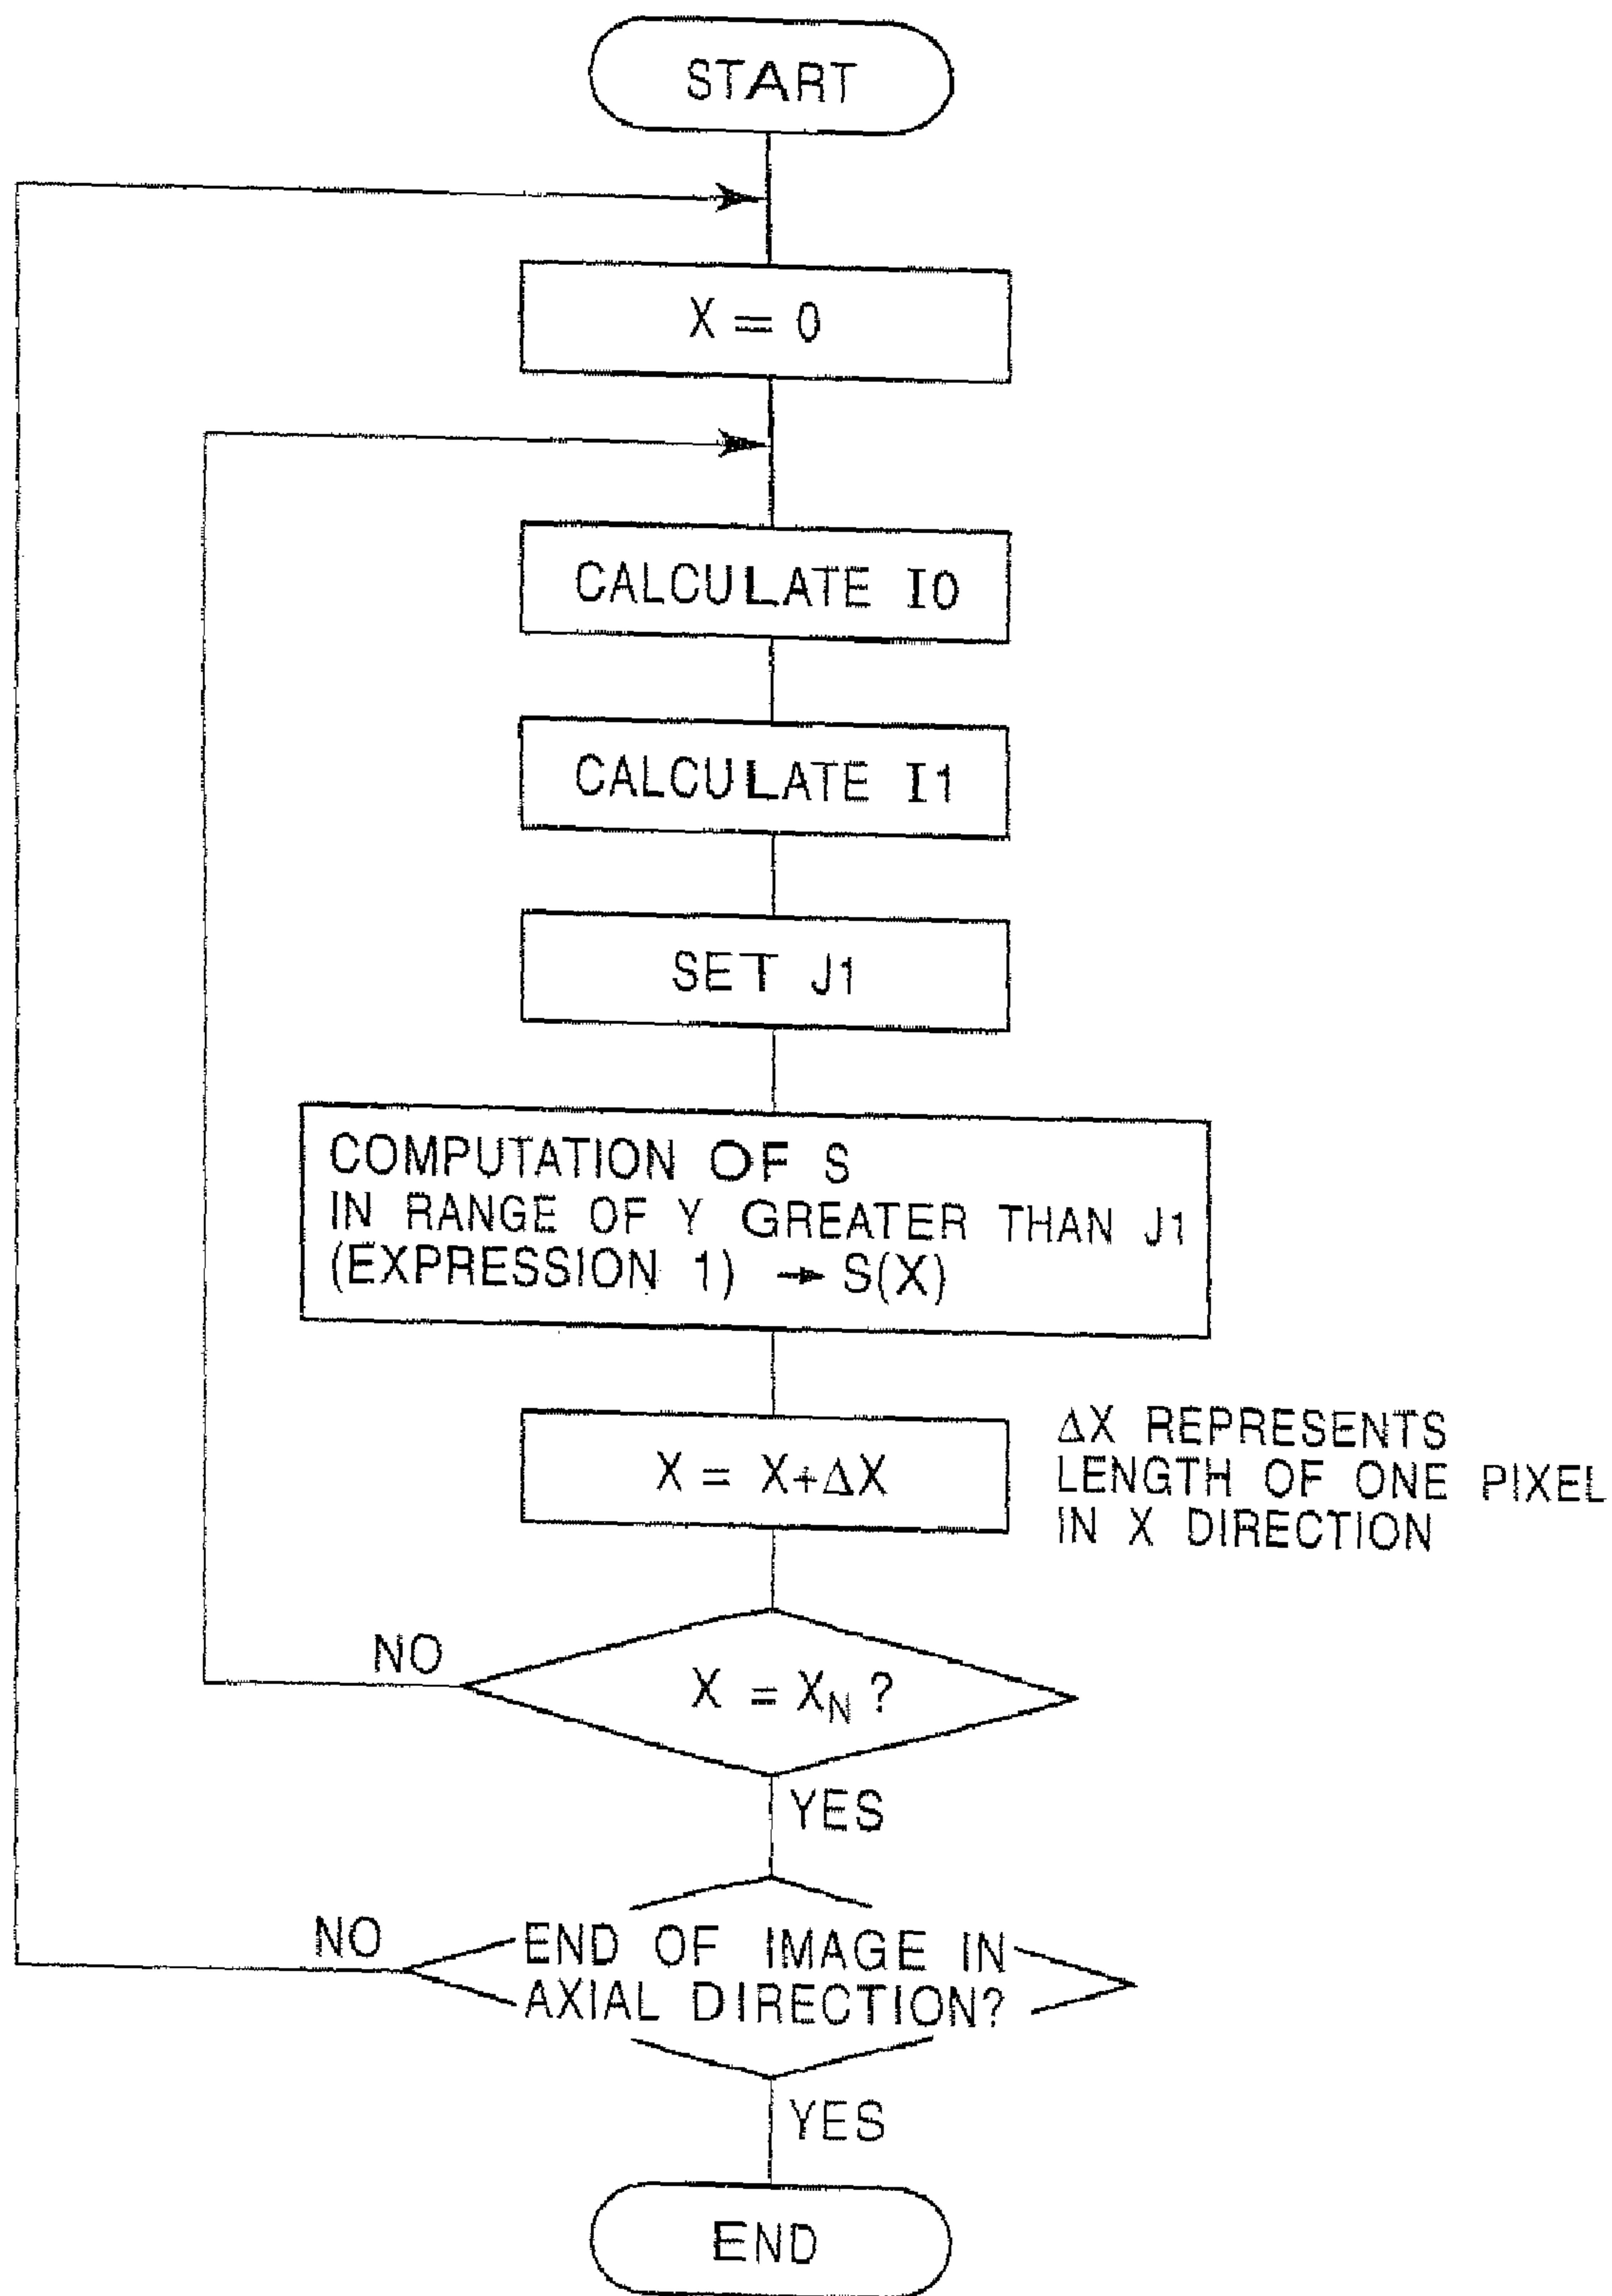 START
X = 0
CALCULATE I0
CALCULATE I1
SET J1
COMPUTATION OF S
IN RANGE OF Y GREATER THAN J1
(EXPRESSION 1) → S(X)
X = X+ΔX
ΔX REPRESENTS
LENGTH OF ONE PIXEL
IN X DIRECTION
NO
X = X_N ?
YES
NO
END OF IMAGE IN
AXIAL DIRECTION?
YES
END